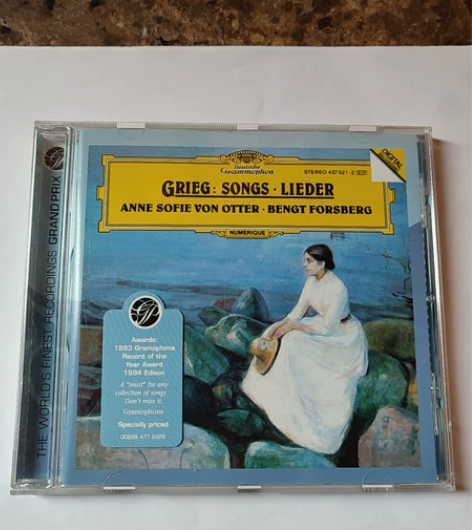 THE WORLD'S FINEST RECORDINGS GRAND PRIX
Deutsche
Grammophon
STEREO 437 521-2
DIGITAL
GRIEG: SONGS · LIEDER
ANNE SOFIE VON OTTER · BENGT FORSBERG
NUMÉRIQUE
GP
Awards:
1993 Gramophone
Record of the
Year Award
1994 Edison
A "must" for any
collection of songs.
Don't miss it.
Gramophone
Specially priced